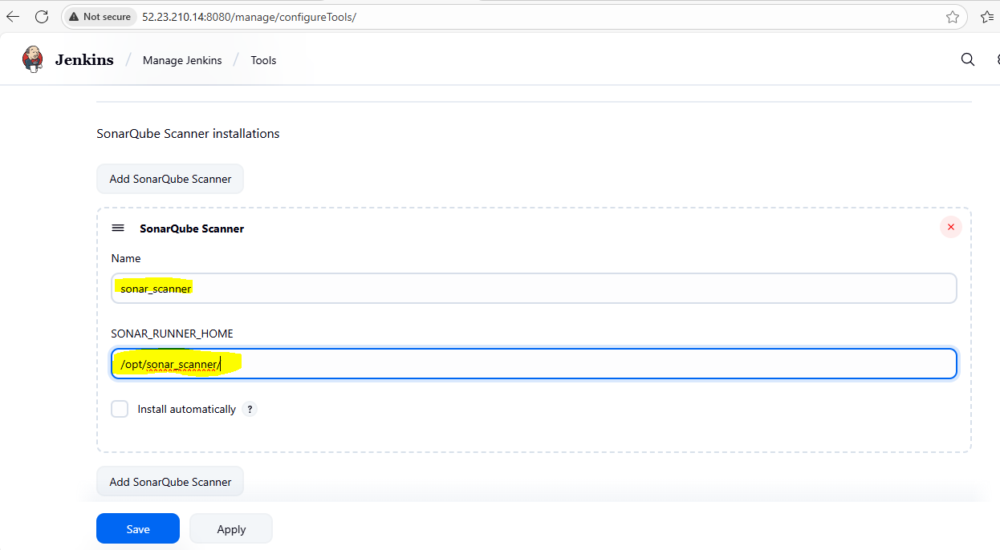 Not secure 52.23.210.14:8080/manage/configureTools/
Jenkins / Manage Jenkins / Tools
SonarQube Scanner installations
Add SonarQube Scanner
SonarQube Scanner
Name
sonar_scanner
SONAR_RUNNER_HOME
/opt/sonar_scanner/
Install automatically ?
Add SonarQube Scanner
Save Apply